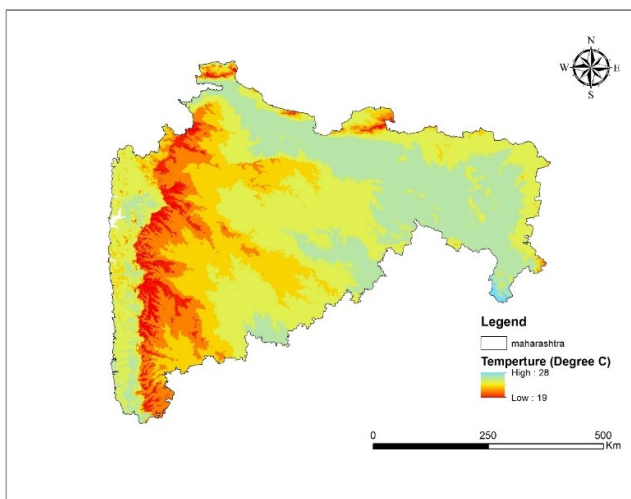 N
W E
S
Legend
maharashtra
Temperture (Degree C)
High : 28
Low : 19
0 250 500
Km